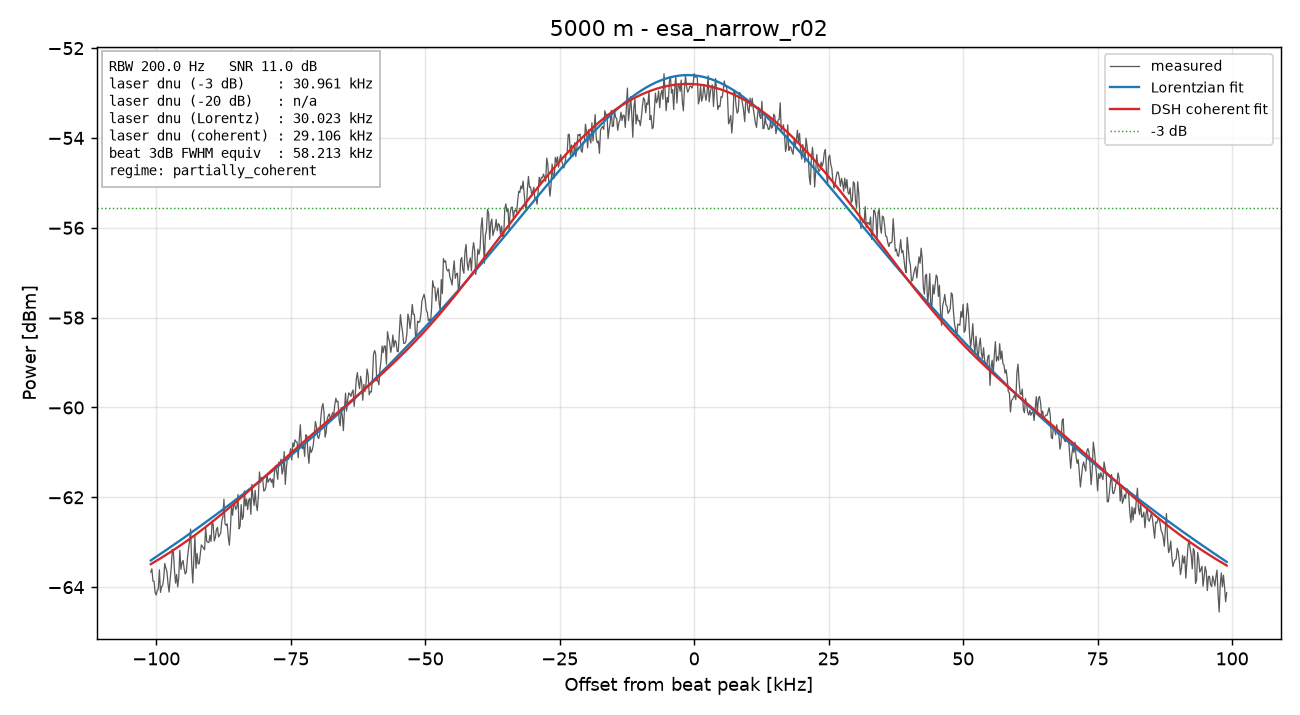 5000 m - esa_narrow_r02
RBW 200.0 Hz   SNR 11.0 dB
laser dnu (-3 dB)     : 30.961 kHz
laser dnu (-20 dB)   : n/a
laser dnu (Lorentz)  : 30.023 kHz
laser dnu (coherent) : 29.106 kHz
beat 3dB FWHM equiv  : 58.213 kHz
regime: partially_coherent
measured
Lorentzian fit
DSH coherent fit
-3 dB
−52
−54
−56
−58
−60
−62
−64
Power [dBm]
−100 −75 −50 −25 0 25 50 75 100
Offset from beat peak [kHz]